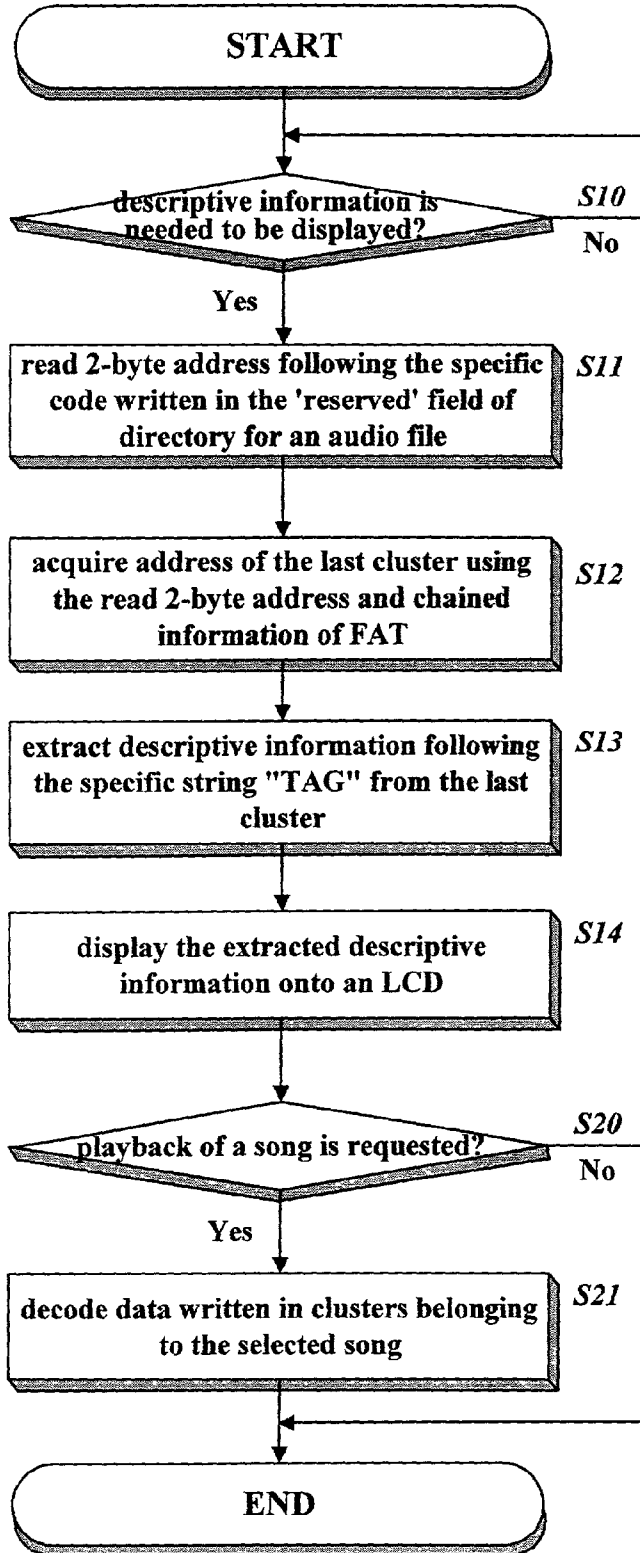 START
descriptive information is
needed to be displayed?
S10
No
Yes
read 2-byte address following the specific
code written in the 'reserved' field of
directory for an audio file
S11
acquire address of the last cluster using
the read 2-byte address and chained
information of FAT
S12
extract descriptive information following
the specific string "TAG" from the last
cluster
S13
display the extracted descriptive
information onto an LCD
S14
playback of a song is requested?
S20
No
Yes
decode data written in clusters belonging
to the selected song
S21
END